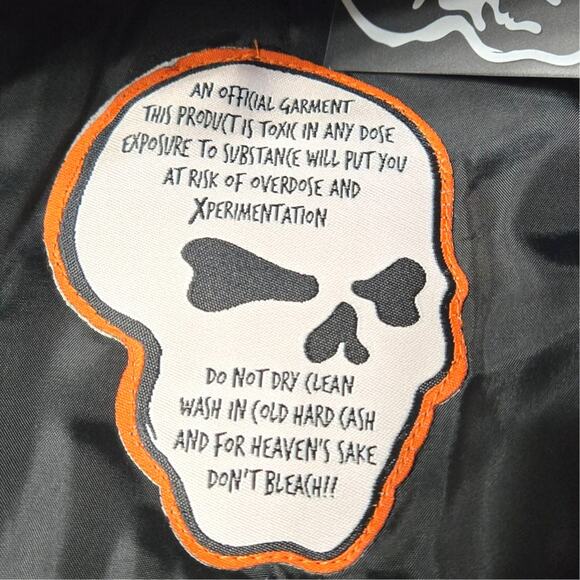 AN OFFICIAL GARMENT
THIS PRODUCT IS TOXIC IN ANY DOSE
EXPOSURE TO SUBSTANCE WILL PUT YOU
AT RISK OF OVERDOSE AND
XPERIMENTATION
DO NOT DRY CLEAN
WASH IN COLD HARD CASH
AND FOR HEAVEN'S SAKE
DON'T BLEACH!!